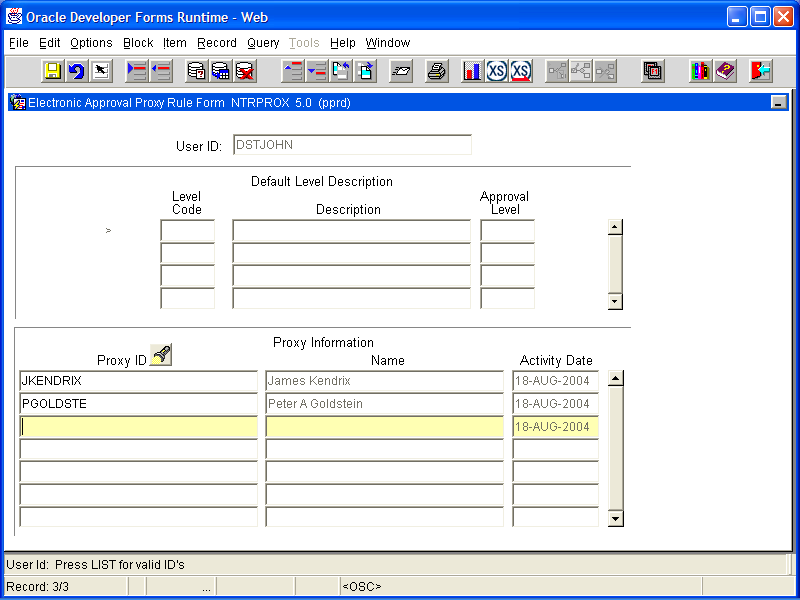 Oracle Developer Forms Runtime - Web
File Edit Options Block Item Record Query Tools Help Window
XS XS
Electronic Approval Proxy Rule Form NTRPROX 5.0 (pprd)
User ID: DSTJOHN
Default Level Description
Level Code Description Approval Level
>
Proxy Information
Proxy ID Name Activity Date
JKENDRIX James Kendrix 18-AUG-2004
PGOLDSTE Peter A Goldstein 18-AUG-2004
18-AUG-2004
User Id: Press LIST for valid ID's
Record: 3/3 ... <OSC>